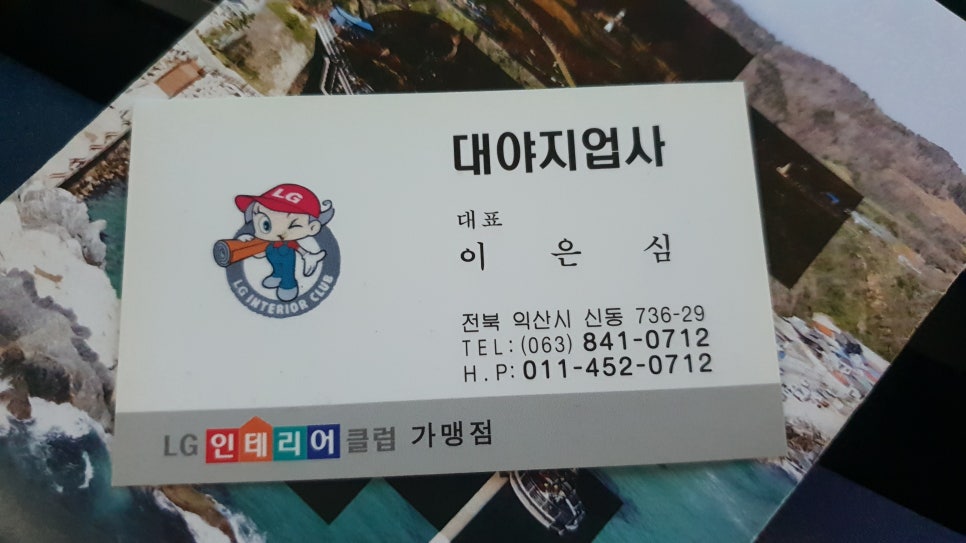 대야지업사
LG
LG INTERIOR CLUB
대표
이 은 심
전북 익산시 신동 736-29
TEL:(063) 841-0712
H.P:011-452-0712
LG 인테리어 클럽 가맹점